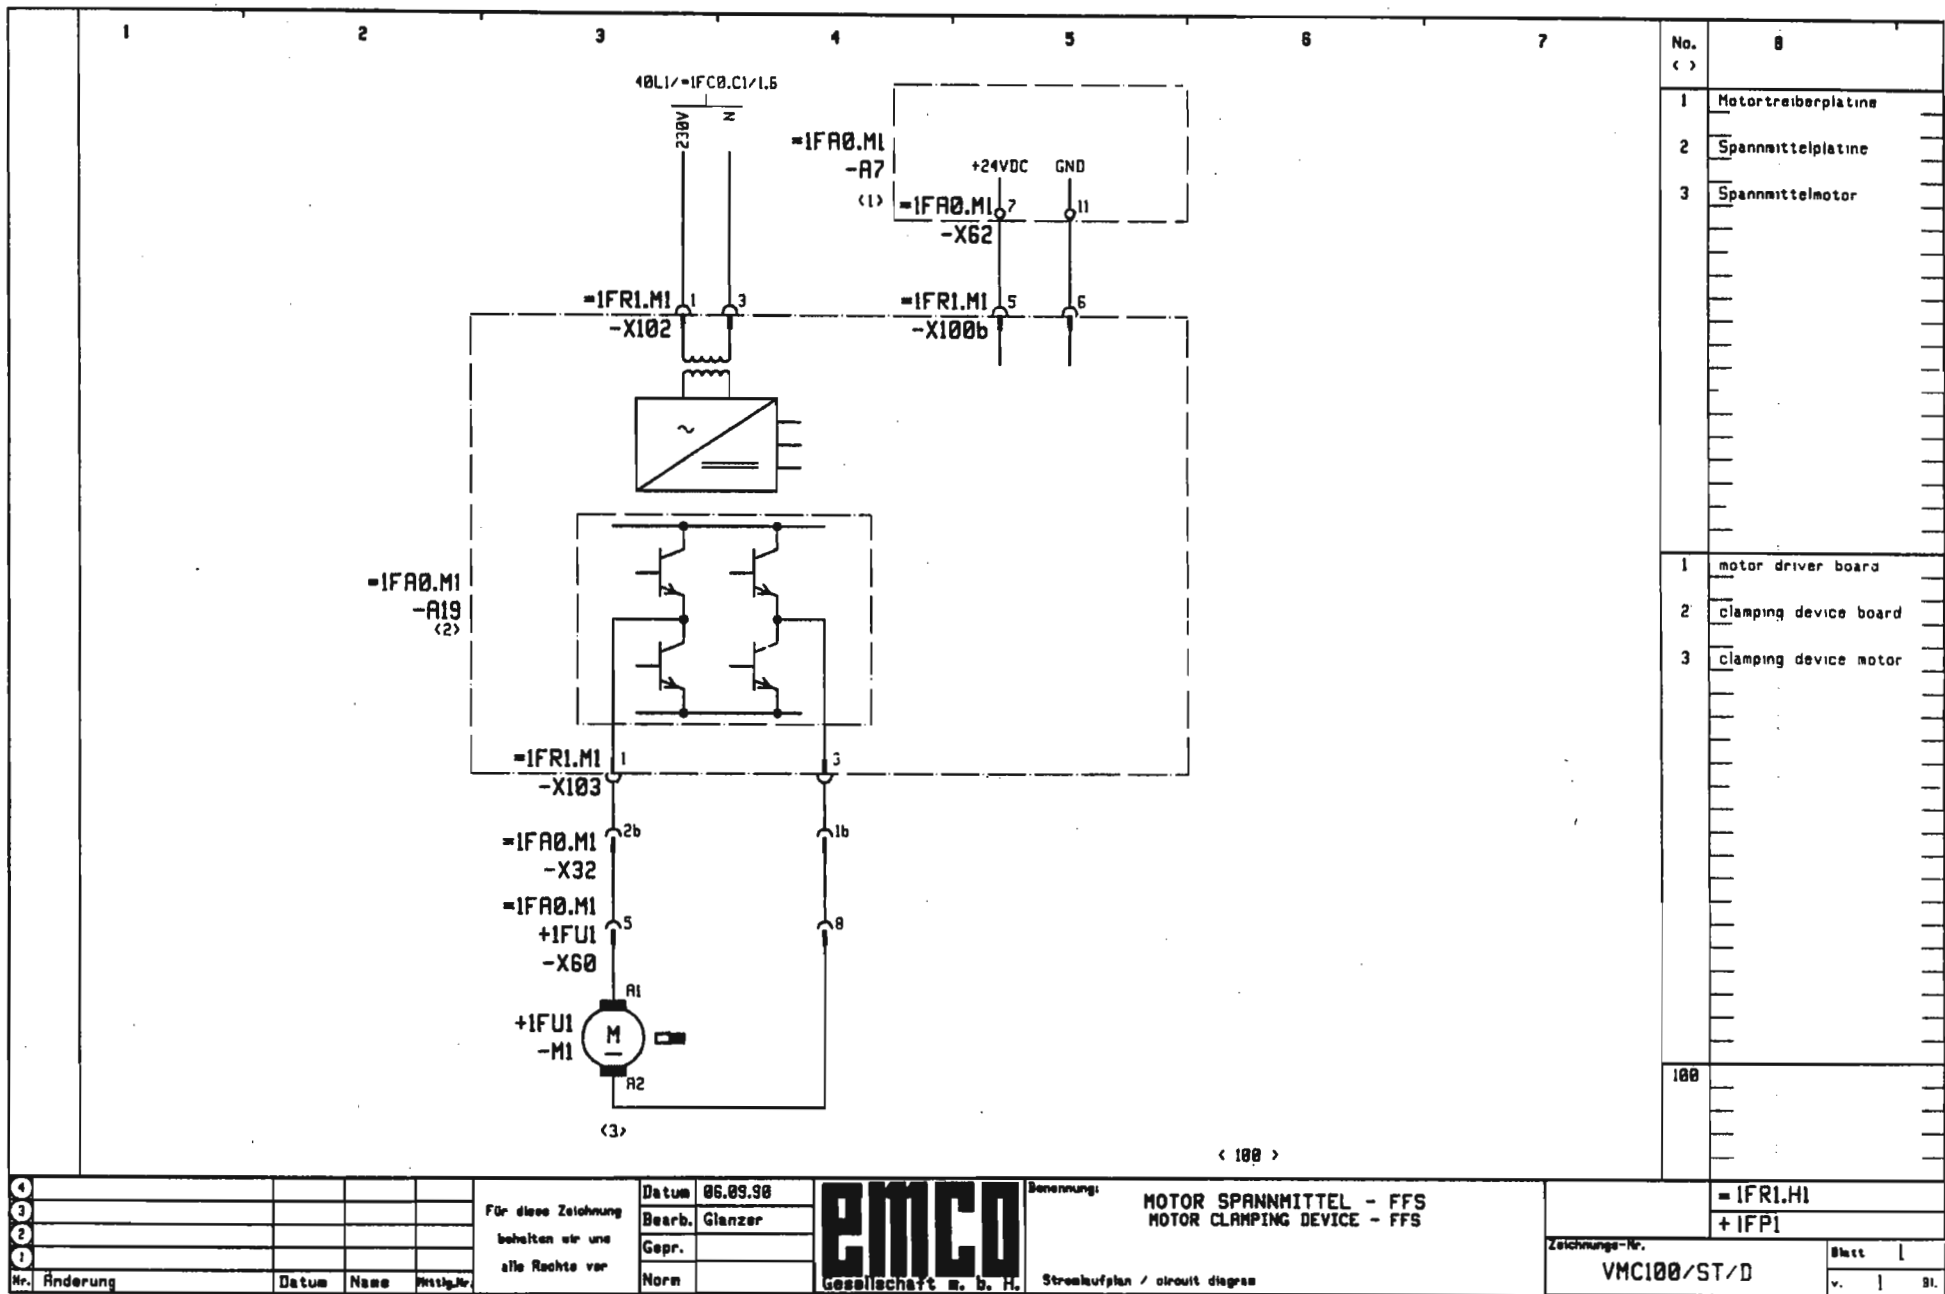 1 2 3 4 5 6 7 No. 8
< >
40L1/=1FC0.C1/1.6
230V N
=1FA0.M1
-A7
<1>
+24VDC GND
=1FA0.M1 7 11
-X62
=1FR1.M1 1 3
-X102
=1FR1.M1 5 6
-X100b
~
=1FA0.M1
-A19
<2>
=1FR1.M1 1 3
-X103
=1FA0.M1 2b 1b
-X32
=1FA0.M1 5 8
+1FU1
-X60
A1
+1FU1
-M1
M
A2
<3>
< 100 >
1 Motortreiberplatine
2 Spannmittelplatine
3 Spannmittelmotor
1 motor driver board
2 clamping device board
3 clamping device motor
100
4
3
2
1
Nr. Änderung Datum Name Mittlg.Nr.
Für diese Zeichnung
behalten wir uns
alle Rechte vor
Datum 06.09.90
Bearb. Glanzer
Gepr.
Norm
emco
Gesellschaft m. b. H.
Benennung:
MOTOR SPANNMITTEL - FFS
MOTOR CLAMPING DEVICE - FFS
Stromlaufplan / circuit diagram
= 1FR1.H1
+ 1FP1
Zeichnungs-Nr.
VMC100/ST/D
Blatt 1
v. 1 Bl.